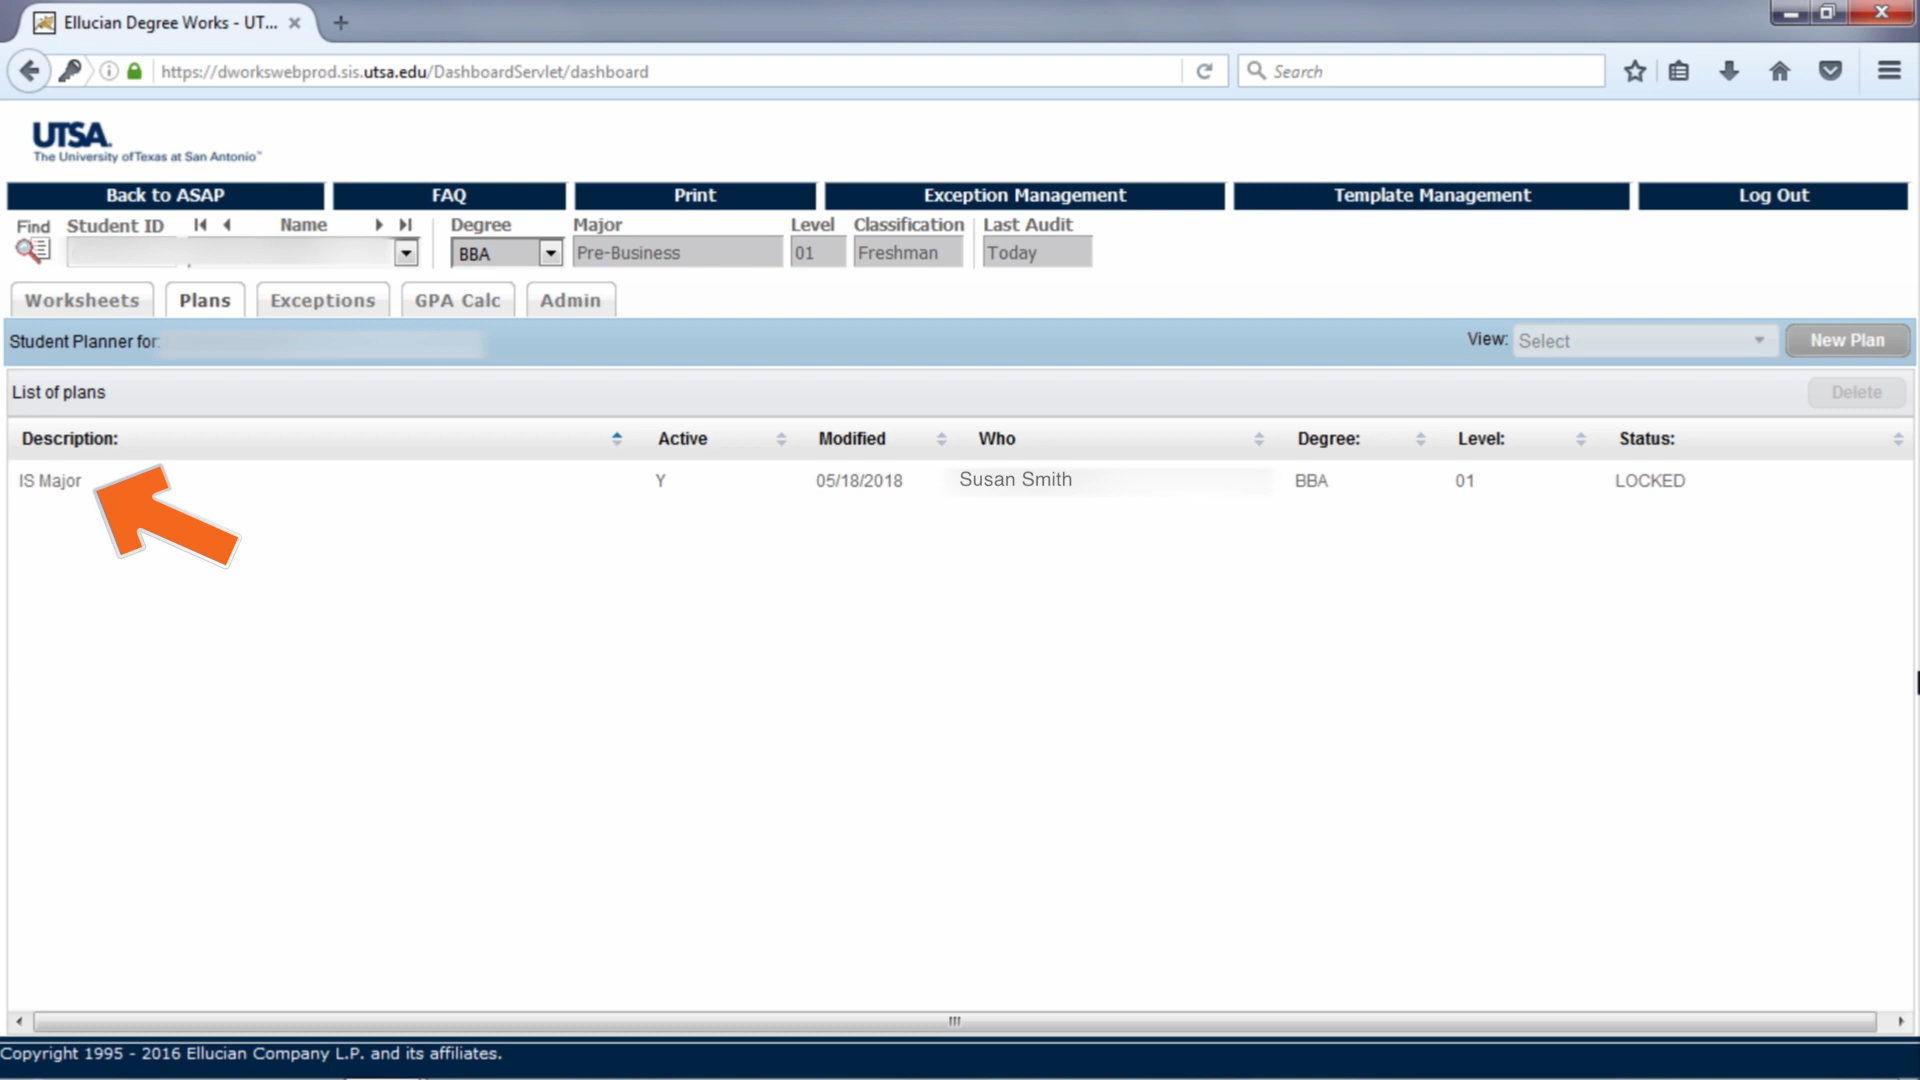 Ellucian Degree Works - UT...
https://dworkswebprod.sis.utsa.edu/DashboardServlet/dashboard
Search
UTSA.
The University of Texas at San Antonio™
Back to ASAP FAQ Print Exception Management Template Management Log Out
Find Student ID Name Degree Major Level Classification Last Audit
BBA Pre-Business 01 Freshman Today
Worksheets Plans Exceptions GPA Calc Admin
Student Planner for: View: Select New Plan
List of plans Delete
Description: Active Modified Who Degree: Level: Status:
IS Major Y 05/18/2018 Susan Smith BBA 01 LOCKED
Copyright 1995 - 2016 Ellucian Company L.P. and its affiliates.